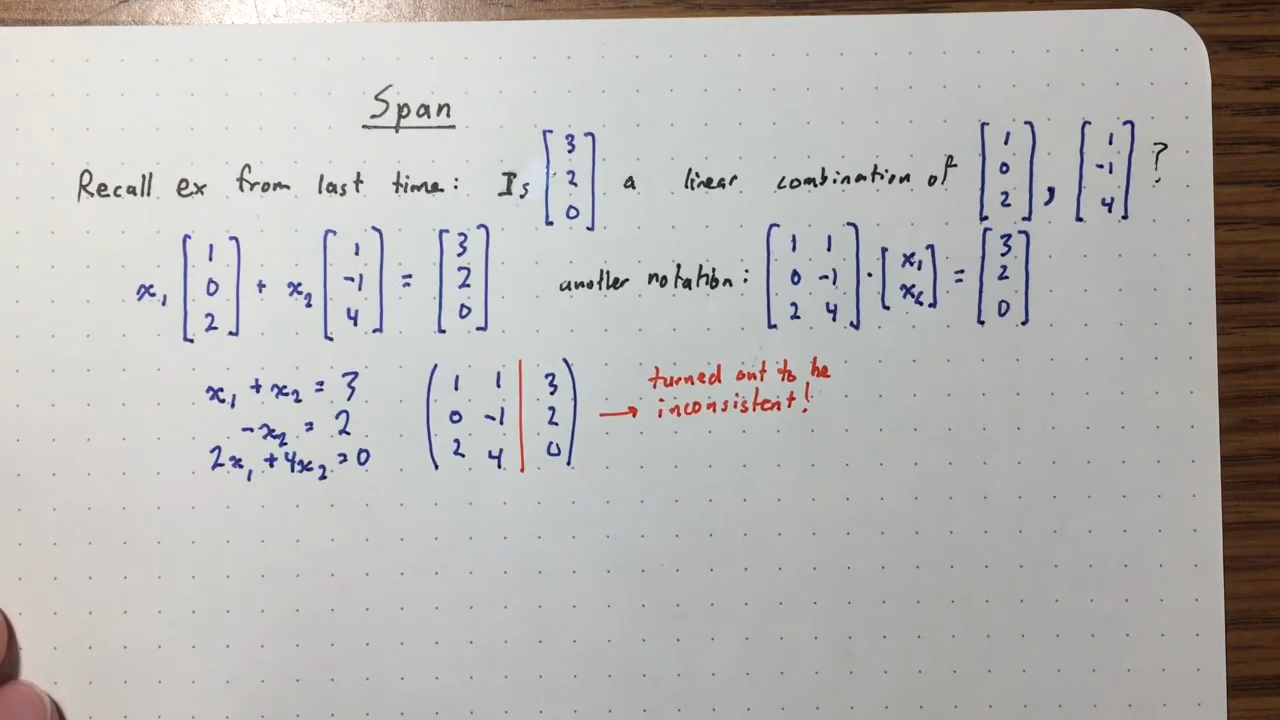 Span
Recall ex from last time: Is [3 2 0] a linear combination of [1 0 2], [1 -1 4]?
x₁ [1 0 2] + x₂ [1 -1 4] = [3 2 0]
another notation: [1 1; 0 -1; 2 4] · [x₁ x₂] = [3 2 0]
x₁ + x₂ = 3
-x₂ = 2
2x₁ + 4x₂ = 0
(1 1 | 3
0 -1 | 2
2 4 | 0)
→ turned out to be
inconsistent!